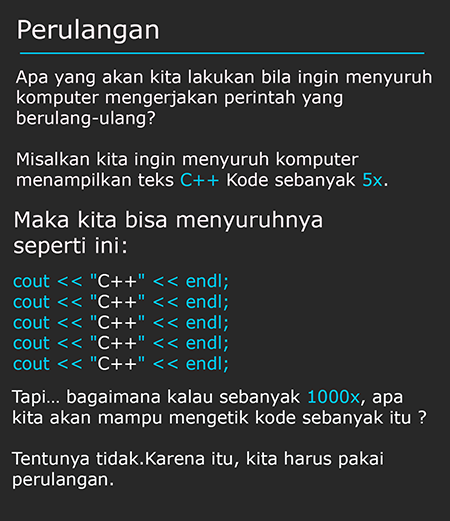 Perulangan
Apa yang akan kita lakukan bila ingin menyuruh
komputer mengerjakan perintah yang
berulang-ulang?
Misalkan kita ingin menyuruh komputer
menampilkan teks C++ Kode sebanyak 5x.
Maka kita bisa menyuruhnya
seperti ini:
cout << "C++" << endl;
cout << "C++" << endl;
cout << "C++" << endl;
cout << "C++" << endl;
cout << "C++" << endl;
Tapi... bagaimana kalau sebanyak 1000x, apa
kita akan mampu mengetik kode sebanyak itu ?
Tentunya tidak.Karena itu, kita harus pakai
perulangan.